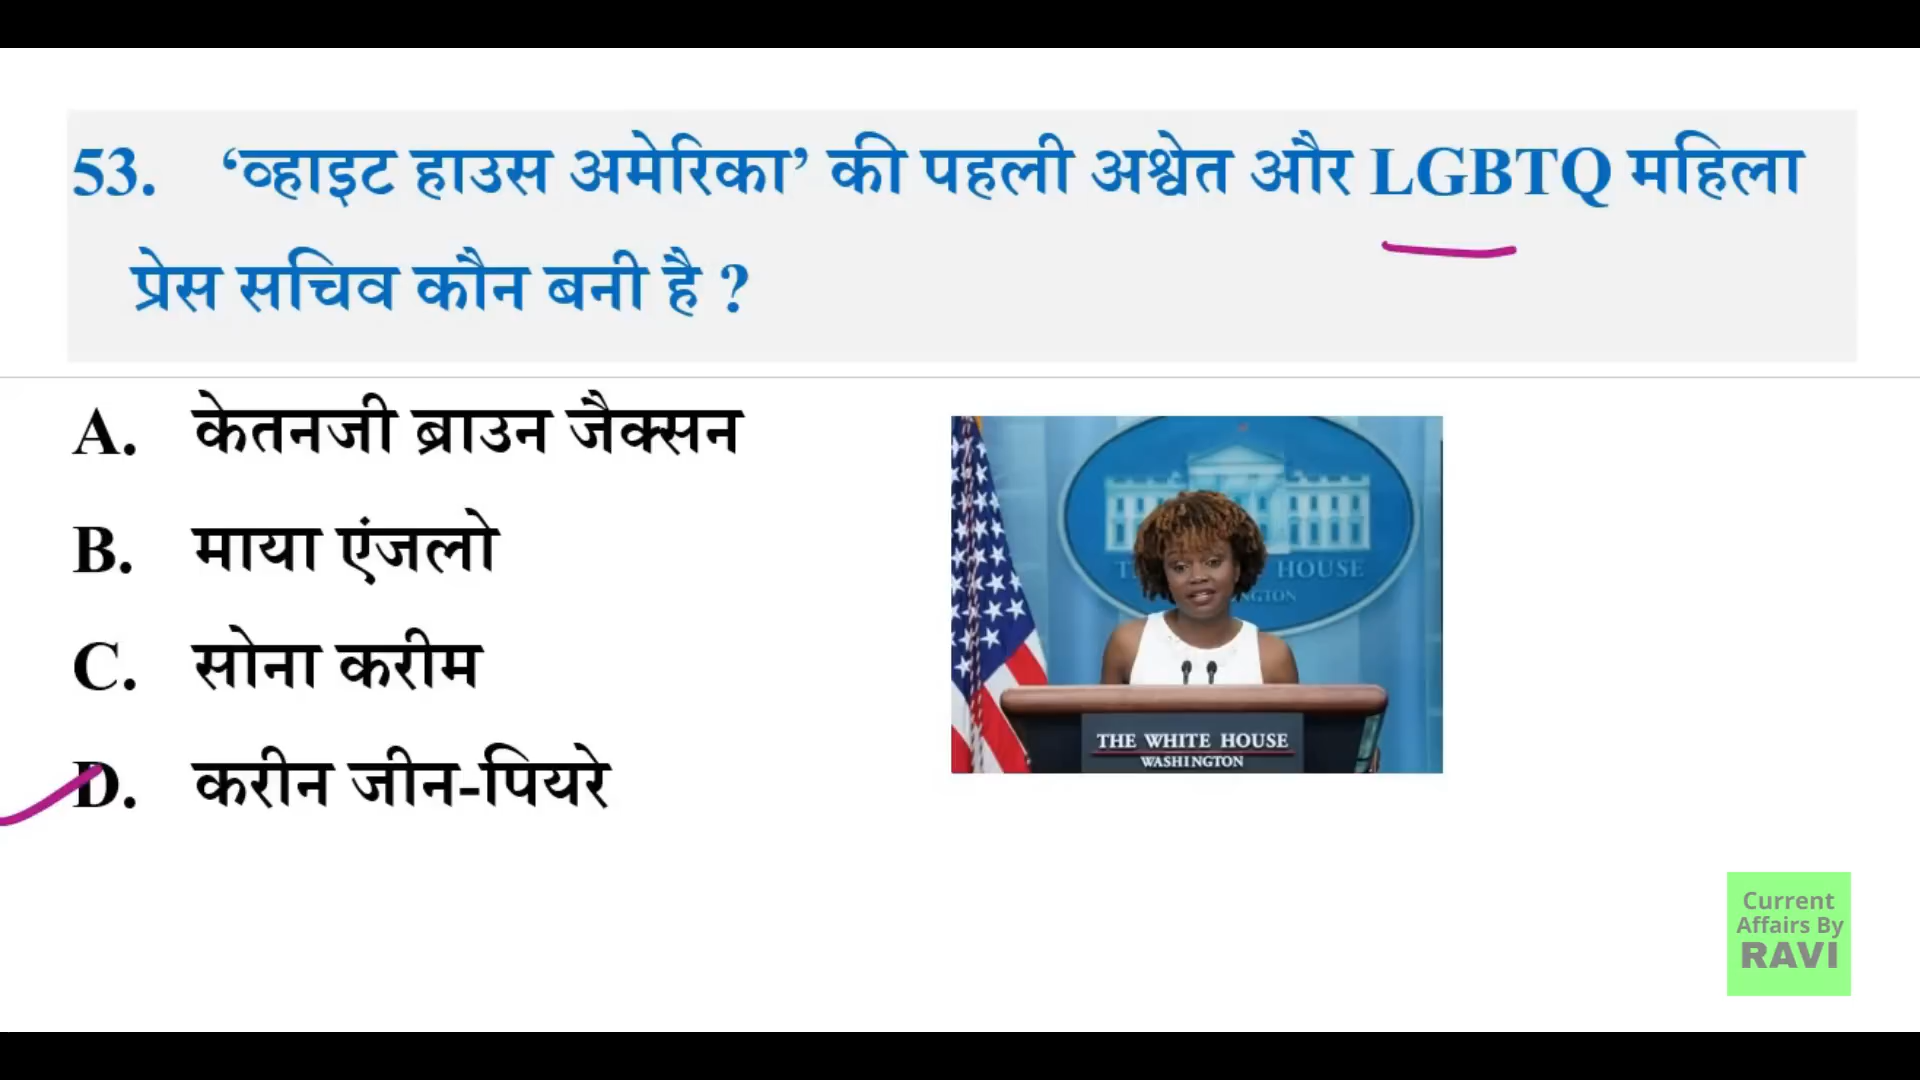 53. ‘व्हाइट हाउस अमेरिका’ की पहली अश्वेत और LGBTQ महिला
प्रेस सचिव कौन बनी है ?
A. केतनजी ब्राउन जैक्सन
B. माया एंजलो
C. सोना करीम
D. करीन जीन-पियरे
HOUSE
THE WHITE HOUSE
WASHINGTON
Current
Affairs By
RAVI